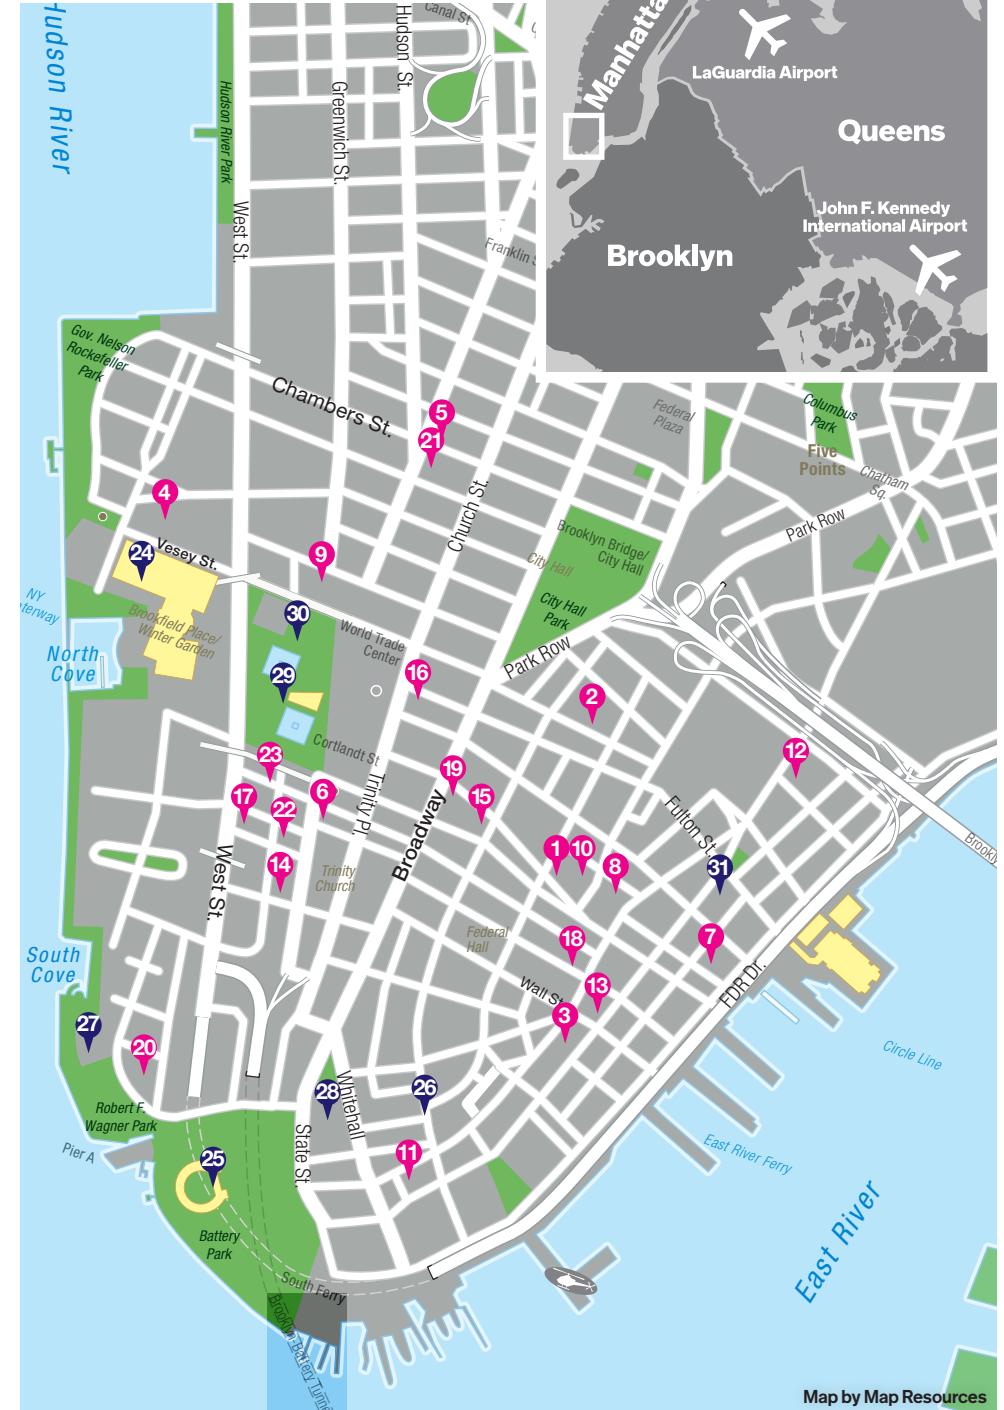 Hudson River
Hudson River Park
West St.
Greenwich St.
Hudson St.
Canal St
Franklin S
Manhatta
LaGuardia Airport
Queens
John F. Kennedy
International Airport
Brooklyn
Gov. Nelson
Rockefeller
Park
Chambers St.
5
21
Federal
Plaza
Columbus
Park
Five
Points
Chatham
Sq.
Park Row
4
Church St.
Brooklyn Bridge/
City Hall
City Hall
City Hall
Park
Park Row
24
Vesey St.
9
NY
terway
Brookfield Place/
Winter Garden
30
World Trade
Center
North
Cove
29
16
2
Cortlandt St
23
6
17
22
14
Trinity Pl.
19
15
Broadway
12
Fulton St.
Brookly
1
10
8
31
West St.
Trinity
Church
Federal
Hall
18
7
South
Cove
Wall St.
13
3
FDR Dr.
27
20
Circle Line
28
Whitehall
26
Robert F.
Wagner Park
Pier A
State St.
11
East River Ferry
25
Battery
Park
South Ferry
East River
Brooklyn-Battery Tunne
Map by Map Resources